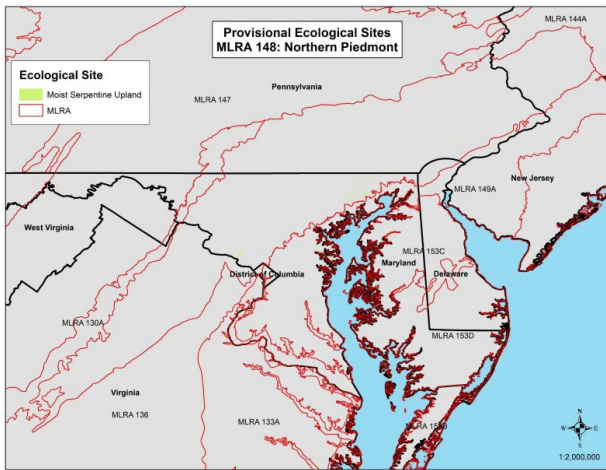 Provisional Ecological Sites
MLRA 148: Northern Piedmont
MLRA 144A
Ecological Site
Moist Serpentine Upland
MLRA
Pennsylvania
MLRA 147
New Jersey
MLRA 149A
West Virginia
MLRA 153C
District of Columbia
Maryland
Delaware
MLRA 130A
MLRA 153D
Virginia
MLRA 136
MLRA 133A
N
W
E
S
1:2,000,000